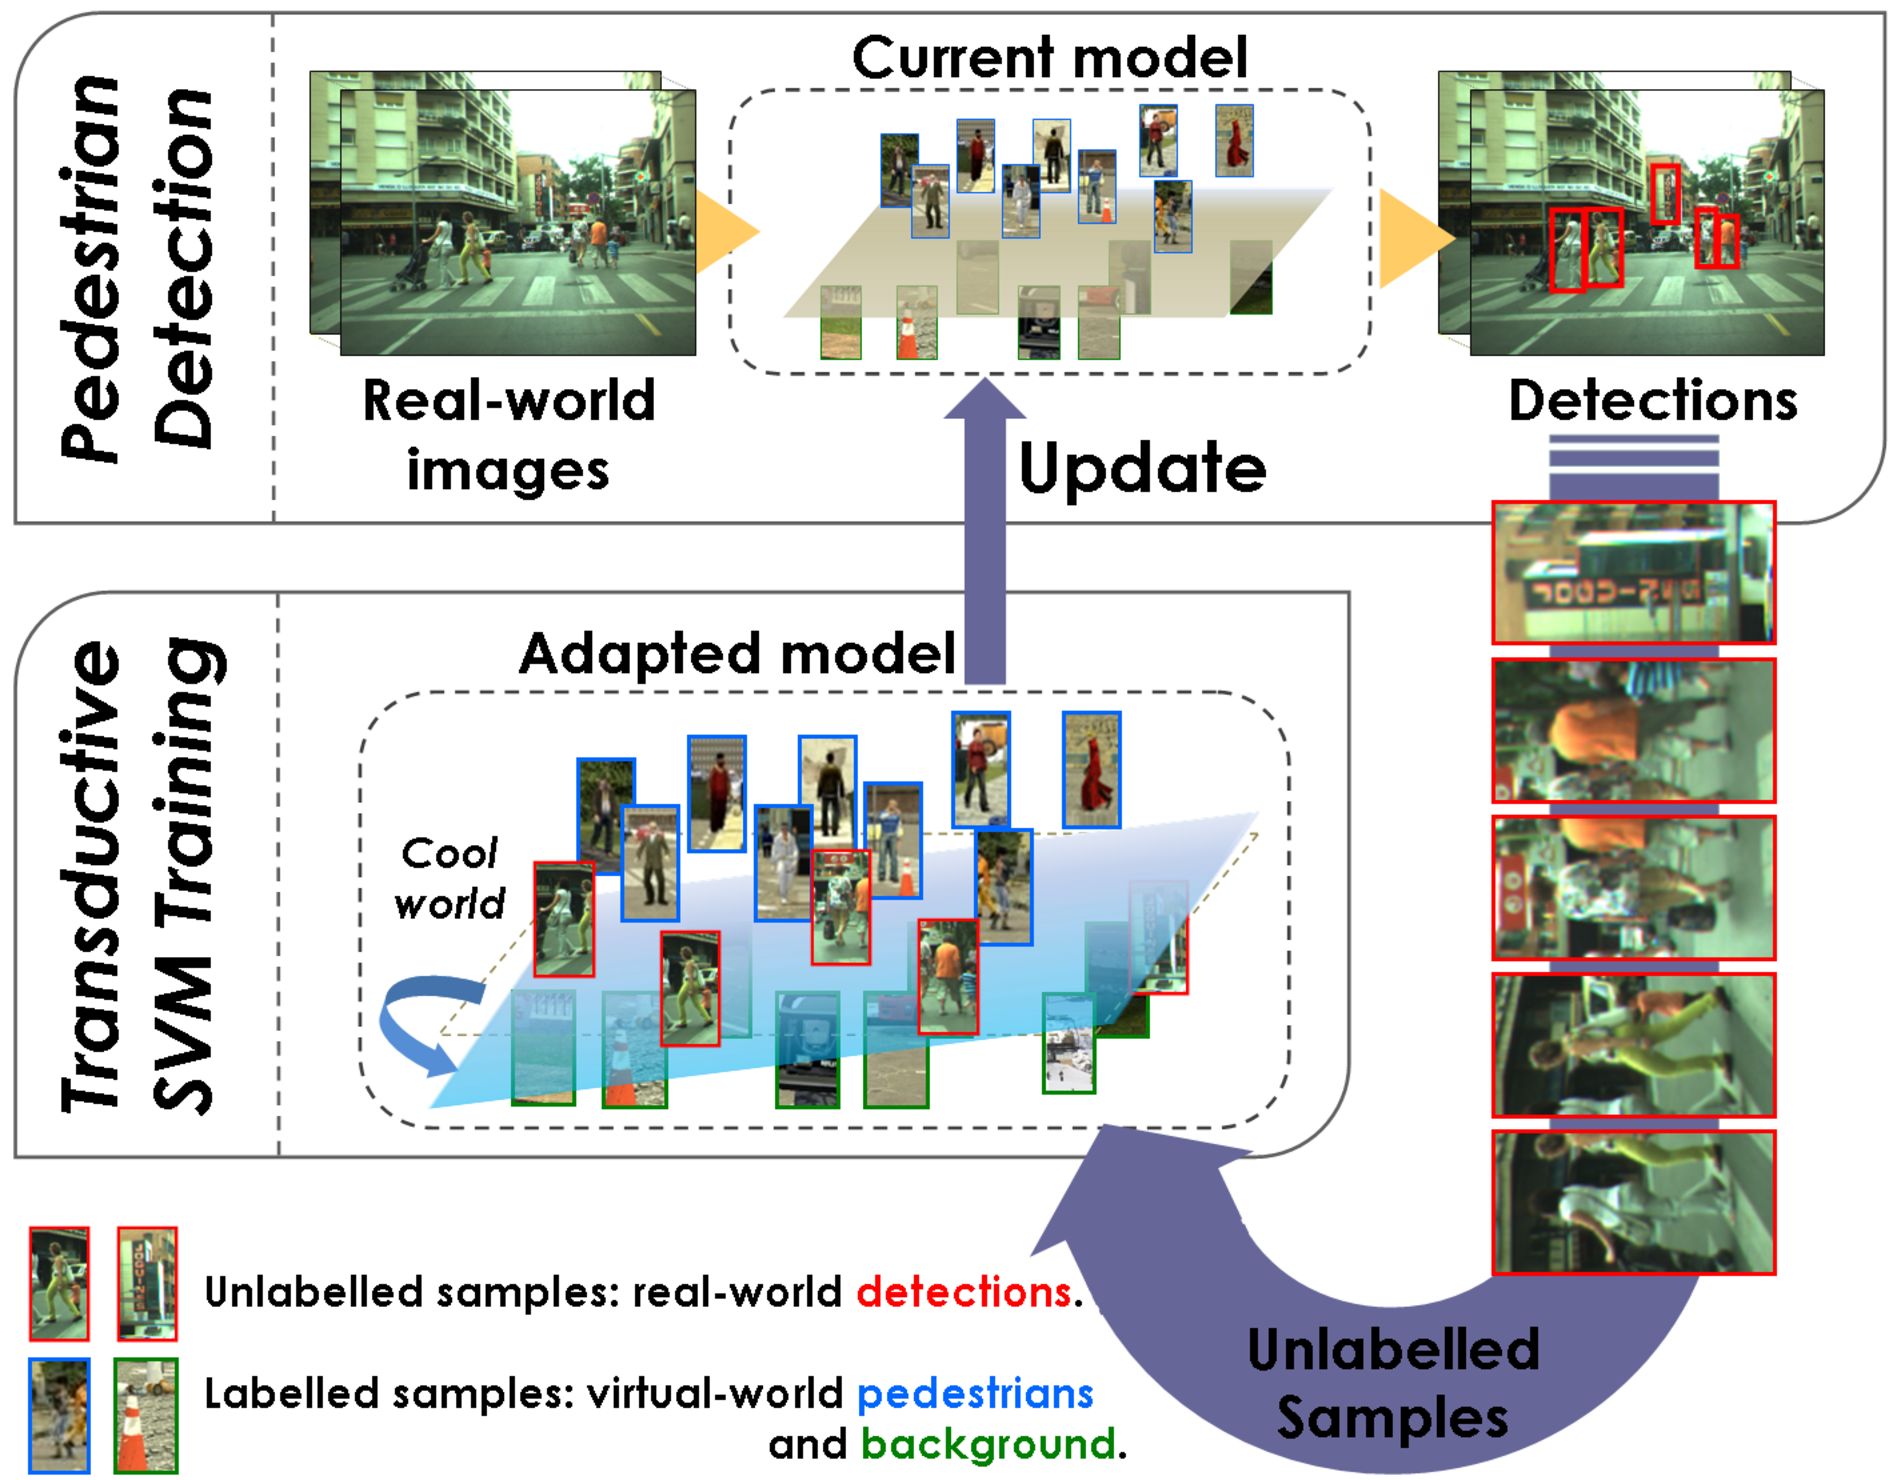 Pedestrian
Detection
Current model
Real-world
images
Detections
Update
Transductive
SVM Training
Adapted model
Cool
world
Unlabelled samples: real-world detections.
Labelled samples: virtual-world pedestrians
and background.
Unlabelled
Samples